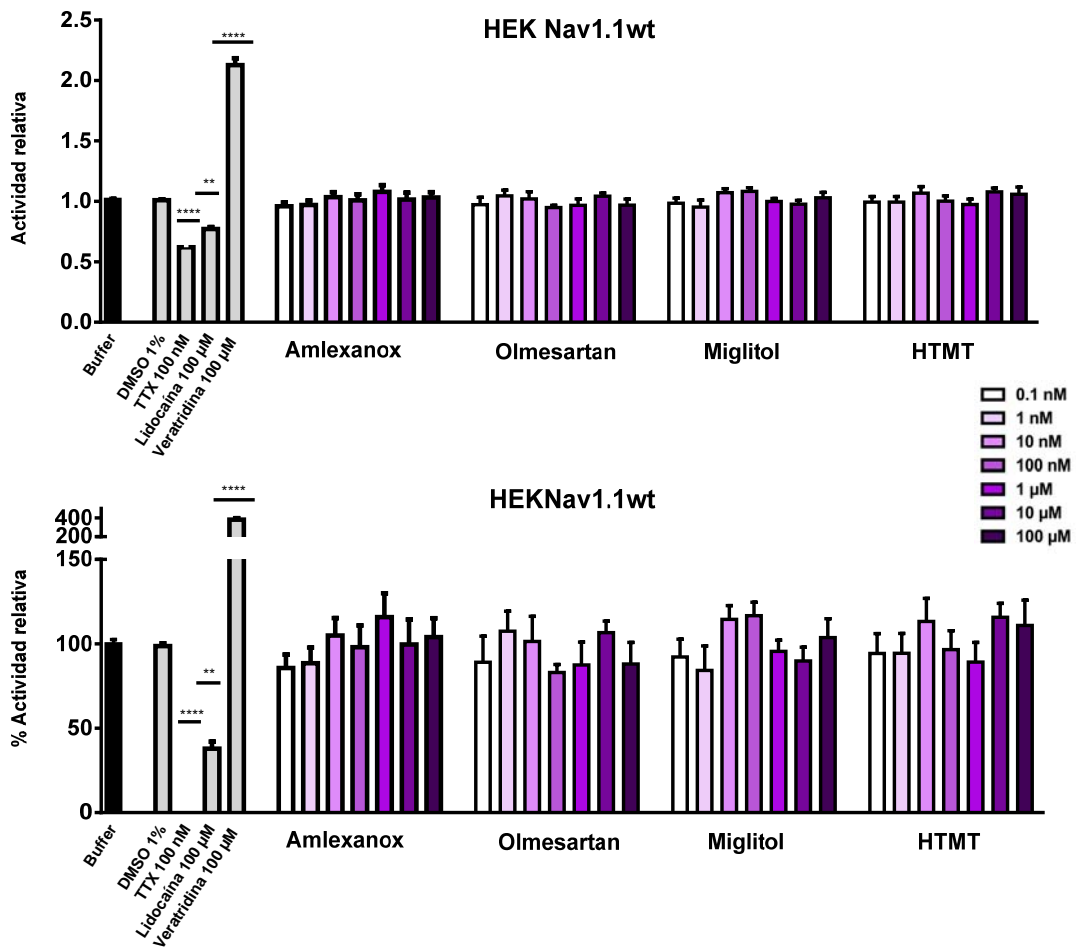 HEK Nav1.1wt
Actividad relativa
2.5
2.0
1.5
1.0
0.5
0.0
****
**
****
Buffer
DMSO 1%
TTX 100 nM
Lidocaína 100 µM
Veratridina 100 µM
Amlexanox
Olmesartan
Miglitol
HTMT
0.1 nM
1 nM
10 nM
100 nM
1 µM
10 µM
100 µM
HEKNav1.1wt
% Actividad relativa
400
200
150
100
50
0
****
**
****
Buffer
DMSO 1%
TTX 100 nM
Lidocaína 100 µM
Veratridina 100 µM
Amlexanox
Olmesartan
Miglitol
HTMT